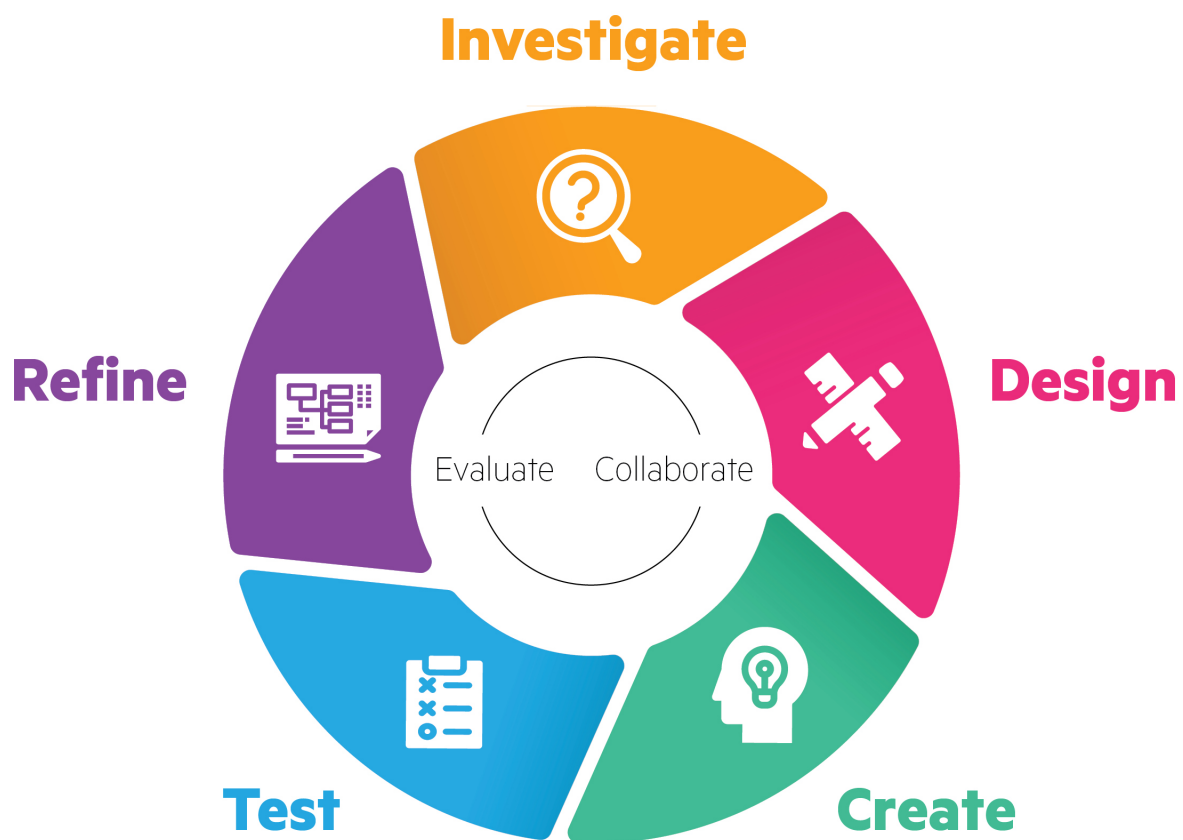 Investigate
Refine
Design
Evaluate Collaborate
Test
Create